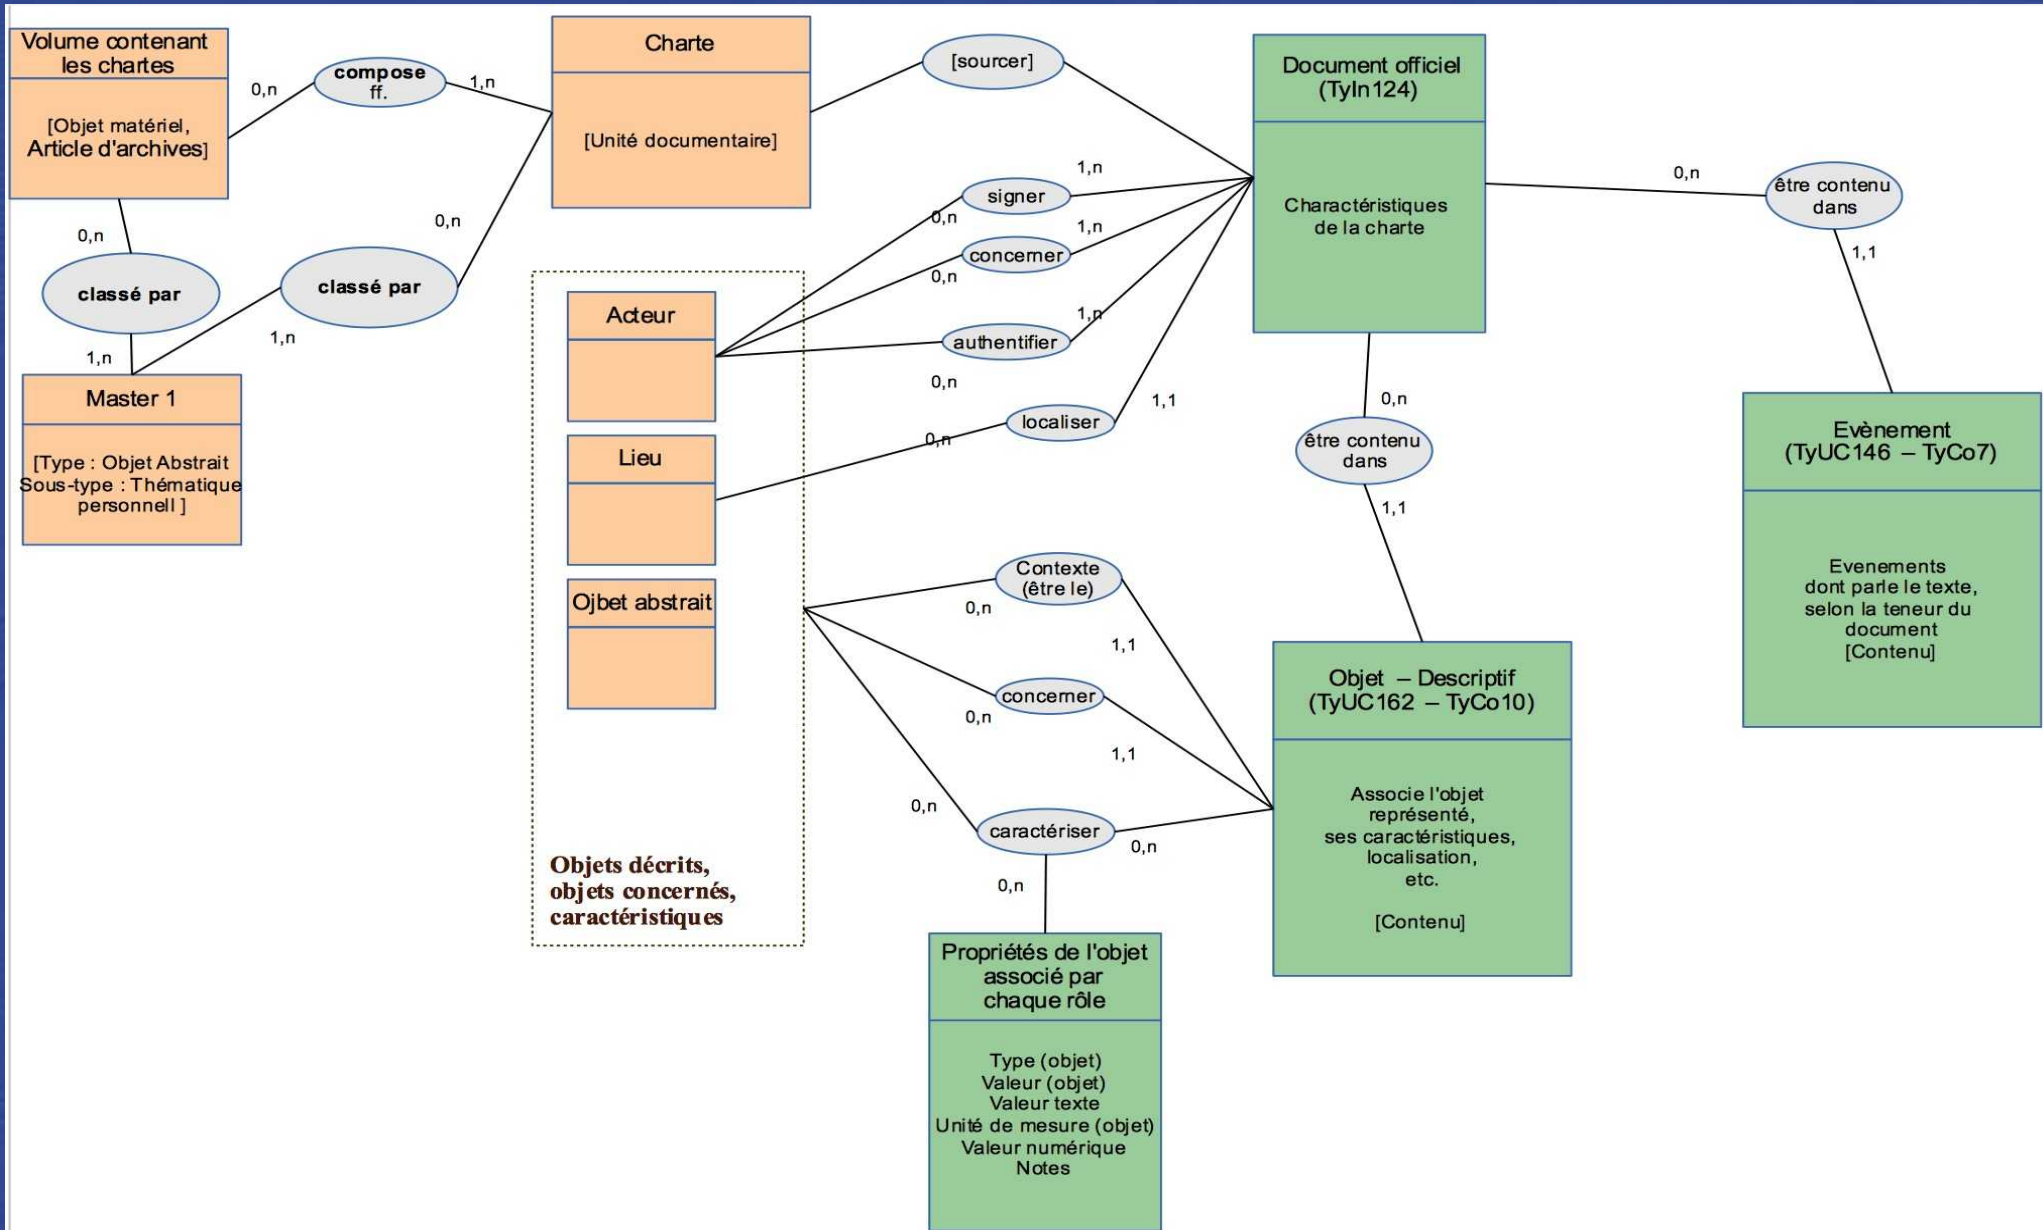 Volume contenant
les chartes
[Objet matériel,
Article d'archives]
0,n
compose
ff.
1,n
Charte
[Unité documentaire]
[sourcer]
Document officiel
(TyIn124)
Charactéristiques
de la charte
0,n
être contenu
dans
1,1
0,n
classé par
1,n
0,n
classé par
1,n
Master 1
[Type : Objet Abstrait
Sous-type : Thématique
personnell ]
Acteur
Lieu
Ojbet abstrait
Objets décrits,
objets concernés,
caractéristiques
0,n
signer
1,n
0,n
concerner
1,n
0,n
authentifier
1,n
0,n
localiser
1,1
0,n
être contenu
dans
1,1
Evènement
(TyUC146 – TyCo7)
Evenements
dont parle le texte,
selon la teneur du
document
[Contenu]
0,n
Contexte
(être le)
1,1
0,n
concerner
1,1
0,n
caractériser
0,n
0,n
Objet – Descriptif
(TyUC162 – TyCo10)
Associe l'objet
représenté,
ses caractéristiques,
localisation,
etc.
[Contenu]
Propriétés de l'objet
associé par
chaque rôle
Type (objet)
Valeur (objet)
Valeur texte
Unité de mesure (objet)
Valeur numérique
Notes